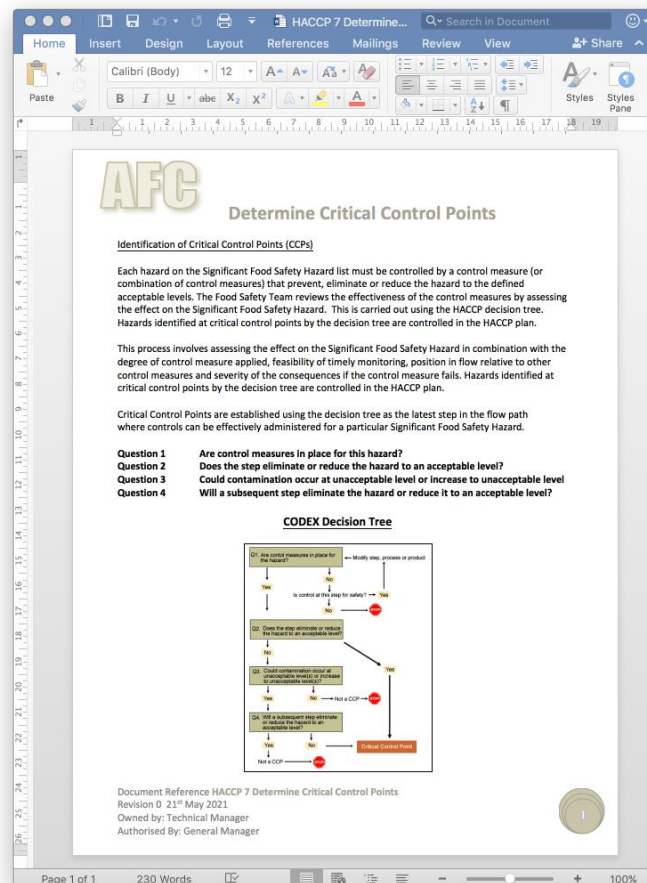 HACCP 7 Determine...
Search in Document
Home Insert Design Layout References Mailings Review View Share
Calibri (Body) 12
Paste
Styles
Styles Pane
AFC
Determine Critical Control Points
Identification of Critical Control Points (CCPs)
Each hazard on the Significant Food Safety Hazard list must be controlled by a control measure (or
combination of control measures) that prevent, eliminate or reduce the hazard to the defined
acceptable levels. The Food Safety Team reviews the effectiveness of the control measures by assessing
the effect on the Significant Food Safety Hazard.  This is carried out using the HACCP decision tree.
Hazards identified at critical control points by the decision tree are controlled in the HACCP plan.
This process involves assessing the effect on the Significant Food Safety Hazard in combination with the
degree of control measure applied, feasibility of timely monitoring, position in flow relative to other
control measures and severity of the consequences if the control measure fails. Hazards identified at
critical control points by the decision tree are controlled in the HACCP plan.
Critical Control Points are established using the decision tree as the latest step in the flow path
where controls can be effectively administered for a particular Significant Food Safety Hazard.
Question 1 Are control measures in place for this hazard?
Question 2 Does the step eliminate or reduce the hazard to an acceptable level?
Question 3 Could contamination occur at unacceptable level or increase to unacceptable level
Question 4 Will a subsequent step eliminate the hazard or reduce it to an acceptable level?
CODEX Decision Tree
Q1. Are contol measures in place for
the hazard?
Modify step, process or product
Yes
No
Is control at this step for safety?
Yes
No
STOP
Q2. Does the step eliminate or reduce
the hazard to an acceptable level?
No
Yes
Q3. Could contamination occur at
unacceptable level(s) or increase
to unacceptable level(s)?
Yes
No
Not a CCP
STOP
Q4. Will a subsequent step eliminate
or reduce the hazard to an
acceptable level?
Yes
No
Critical Control Point
Not a CCP
STOP
Document Reference HACCP 7 Determine Critical Control Points
Revision 0  21st May 2021
Owned by: Technical Manager
Authorised By: General Manager
1
Page 1 of 1
230 Words
100%